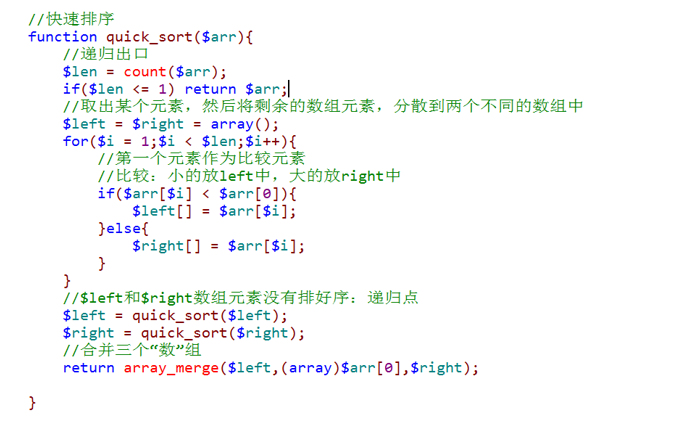 //快速排序
function quick_sort($arr){
    //递归出口
    $len = count($arr);
    if($len <= 1) return $arr;
    //取出某个元素，然后将剩余的数组元素，分散到两个不同的数组中
    $left = $right = array();
    for($i = 1;$i < $len;$i++){
        //第一个元素作为比较元素
        //比较：小的放left中，大的放right中
        if($arr[$i] < $arr[0]){
            $left[] = $arr[$i];
        }else{
            $right[] = $arr[$i];
        }
    }
    //$left和$right数组元素没有排好序：递归点
    $left = quick_sort($left);
    $right = quick_sort($right);
    //合并三个“数”组
    return array_merge($left,(array)$arr[0],$right);
}